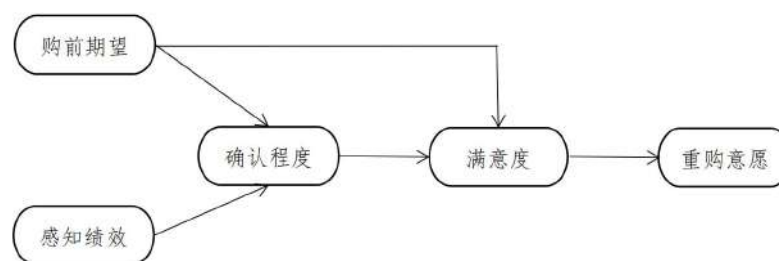 购前期望
确认程度
满意度
重购意愿
感知绩效